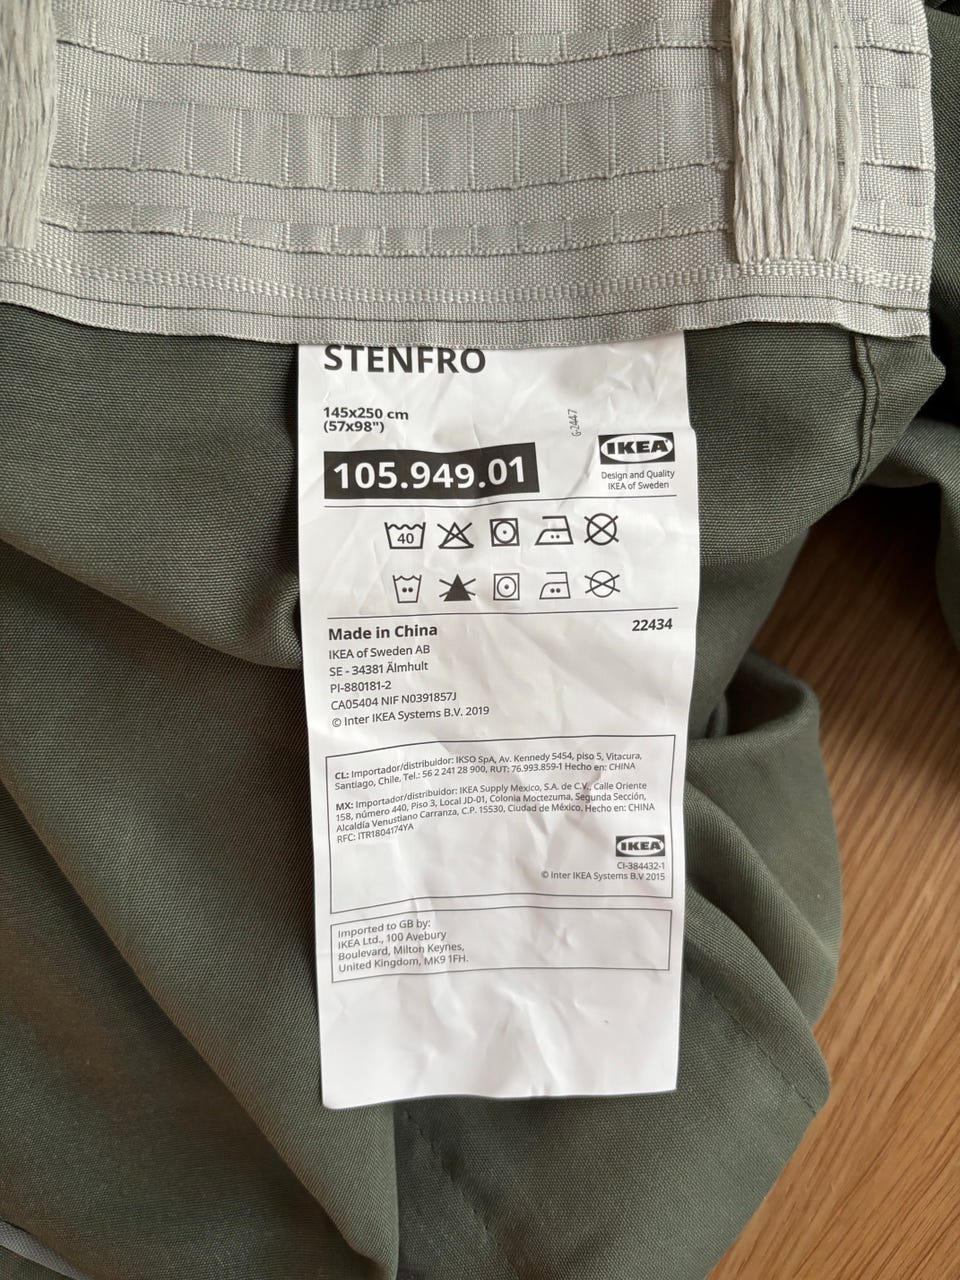 STENFRO
145x250 cm
(57x98")
G-2447
105.949.01
IKEA
Design and Quality
IKEA of Sweden
40
Made in China
22434
IKEA of Sweden AB
SE - 34381 Älmhult
PI-880181-2
CA05404 NIF N0391857J
© Inter IKEA Systems B.V. 2019
CL: Importador/distribuidor: IKSO SpA, Av. Kennedy 5454, piso 5, Vitacura,
Santiago, Chile, Tel.: 56 2 241 28 900, RUT: 76.993.859-1 Hecho en: CHINA
MX: Importador/distribuidor: IKEA Supply Mexico, S.A. de C.V., Calle Oriente
158, número 440, Piso 3, Local JD-01, Colonia Moctezuma, Segunda Sección,
Alcaldía Venustiano Carranza, C.P. 15530, Ciudad de México. Hecho en: CHINA
RFC: ITR1804174YA
IKEA
CI-384432-1
© Inter IKEA Systems B.V 2015
Imported to GB by:
IKEA Ltd., 100 Avebury
Boulevard, Milton Keynes,
United Kingdom, MK9 1FH.